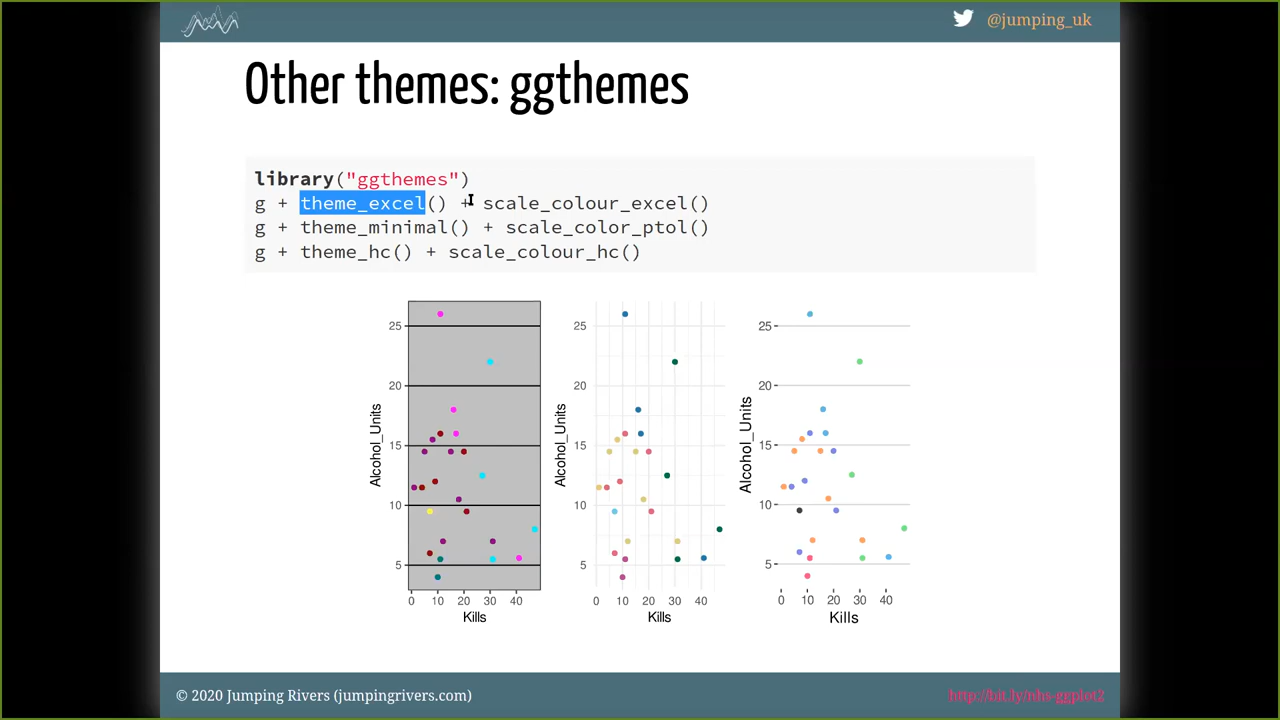 @jumping_uk
Other themes: ggthemes
library("ggthemes")
g + theme_excel() + scale_colour_excel()
g + theme_minimal() + scale_color_ptol()
g + theme_hc() + scale_colour_hc()
25
20
15
10
5
Alcohol_Units
0 10 20 30 40
Kills
25
20
15
10
5
Alcohol_Units
0 10 20 30 40
Kills
25
20
15
10
5
Alcohol_Units
0 10 20 30 40
Kills
© 2020 Jumping Rivers (jumpingrivers.com)
http://bit.ly/nhs-ggplot2